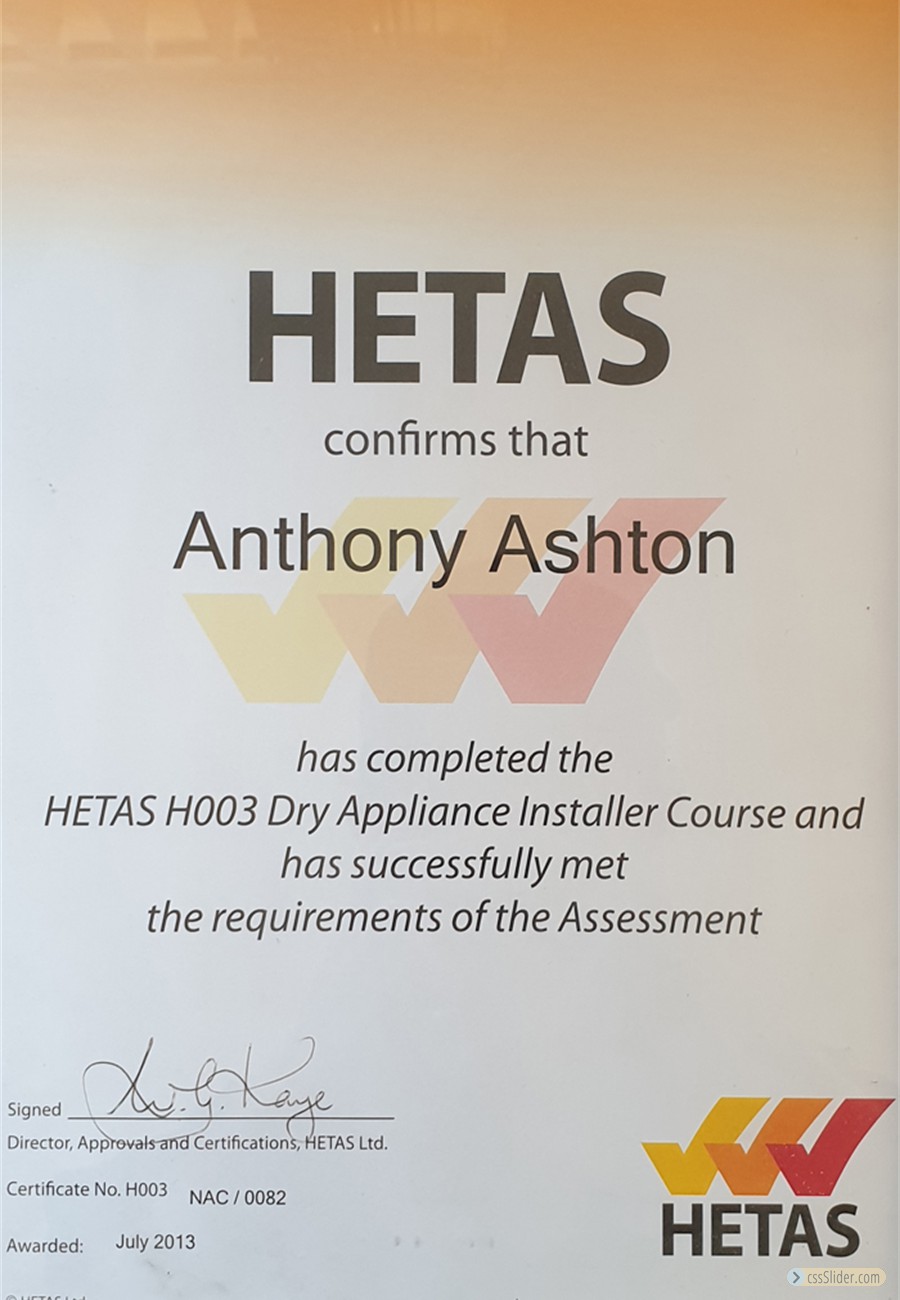 HETAS
confirms that
Anthony Ashton
has completed the
HETAS H003 Dry Appliance Installer Course and
has successfully met
the requirements of the Assessment
Signed
Director, Approvals and Certifications, HETAS Ltd.
Certificate No. H003 NAC / 0082
Awarded: July 2013
HETAS
cssSlider.com